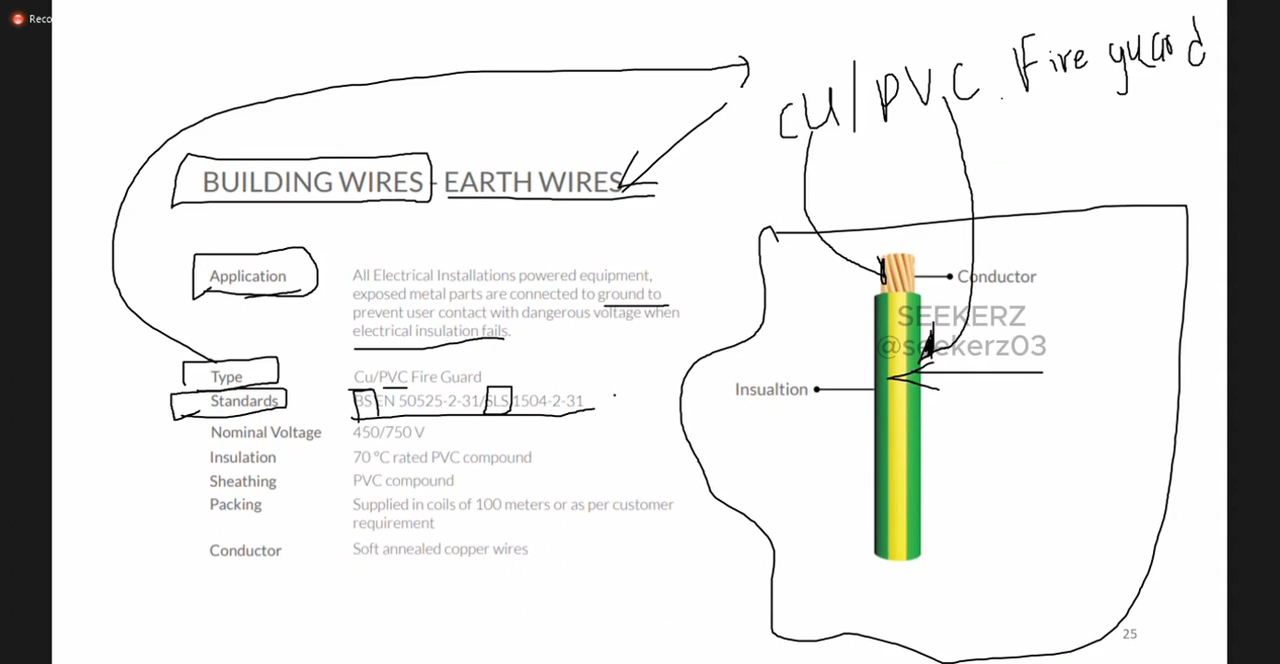 Reco
CU/PVC. Fire guard
BUILDING WIRES - EARTH WIRES
Application All Electrical Installations powered equipment,
exposed metal parts are connected to ground to
prevent user contact with dangerous voltage when
electrical insulation fails.
Type Cu/PVC Fire Guard
Standards BS EN 50525-2-31/SLS 1504-2-31
Nominal Voltage 450/750 V
Insulation 70 °C rated PVC compound
Sheathing PVC compound
Packing Supplied in coils of 100 meters or as per customer
requirement
Conductor Soft annealed copper wires
Conductor
SEEKERZ
@seekerz03
Insualtion
25